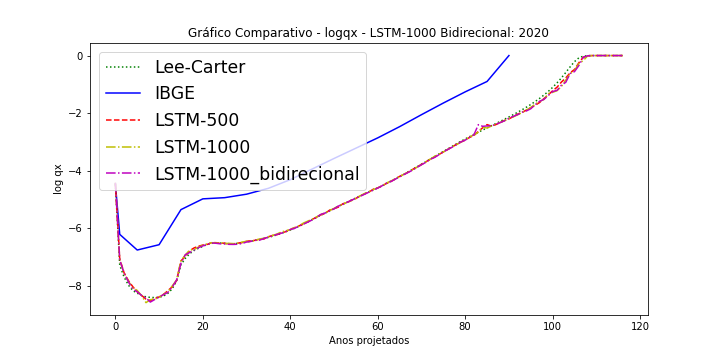 Gráfico Comparativo - logqx - LSTM-1000 Bidirecional: 2020
0
−2
−4
−6
−8
log qx
Lee-Carter
IBGE
LSTM-500
LSTM-1000
LSTM-1000_bidirecional
0 20 40 60 80 100 120
Anos projetados